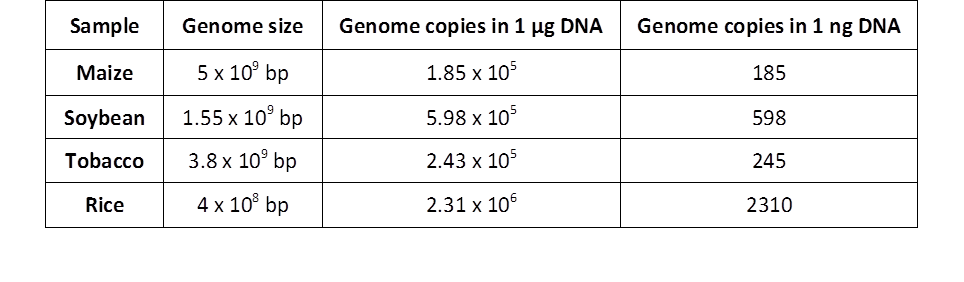 Sample Genome size Genome copies in 1 µg DNA Genome copies in 1 ng DNA
Maize 5 x 10⁹ bp 1.85 x 10⁵ 185
Soybean 1.55 x 10⁹ bp 5.98 x 10⁵ 598
Tobacco 3.8 x 10⁹ bp 2.43 x 10⁵ 245
Rice 4 x 10⁸ bp 2.31 x 10⁶ 2310